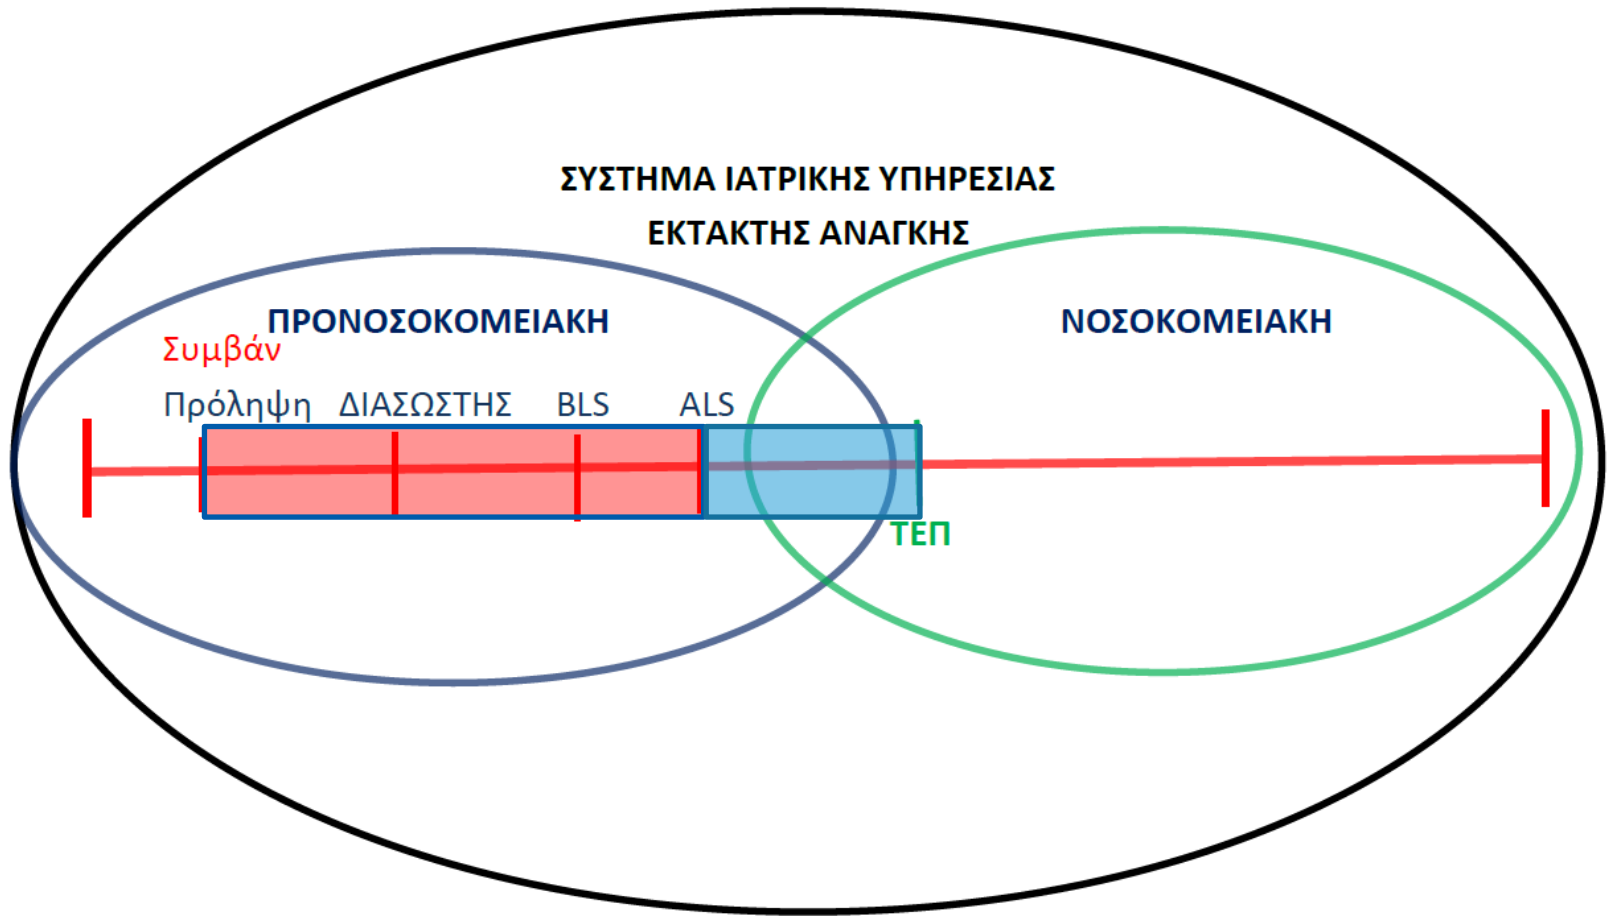 ΣΥΣΤΗΜΑ ΙΑΤΡΙΚΗΣ ΥΠΗΡΕΣΙΑΣ
ΕΚΤΑΚΤΗΣ ΑΝΑΓΚΗΣ
ΠΡΟΝΟΣΟΚΟΜΕΙΑΚΗ
ΝΟΣΟΚΟΜΕΙΑΚΗ
Συμβάν
Πρόληψη ΔΙΑΣΩΣΤΗΣ BLS ALS
ΤΕΠ